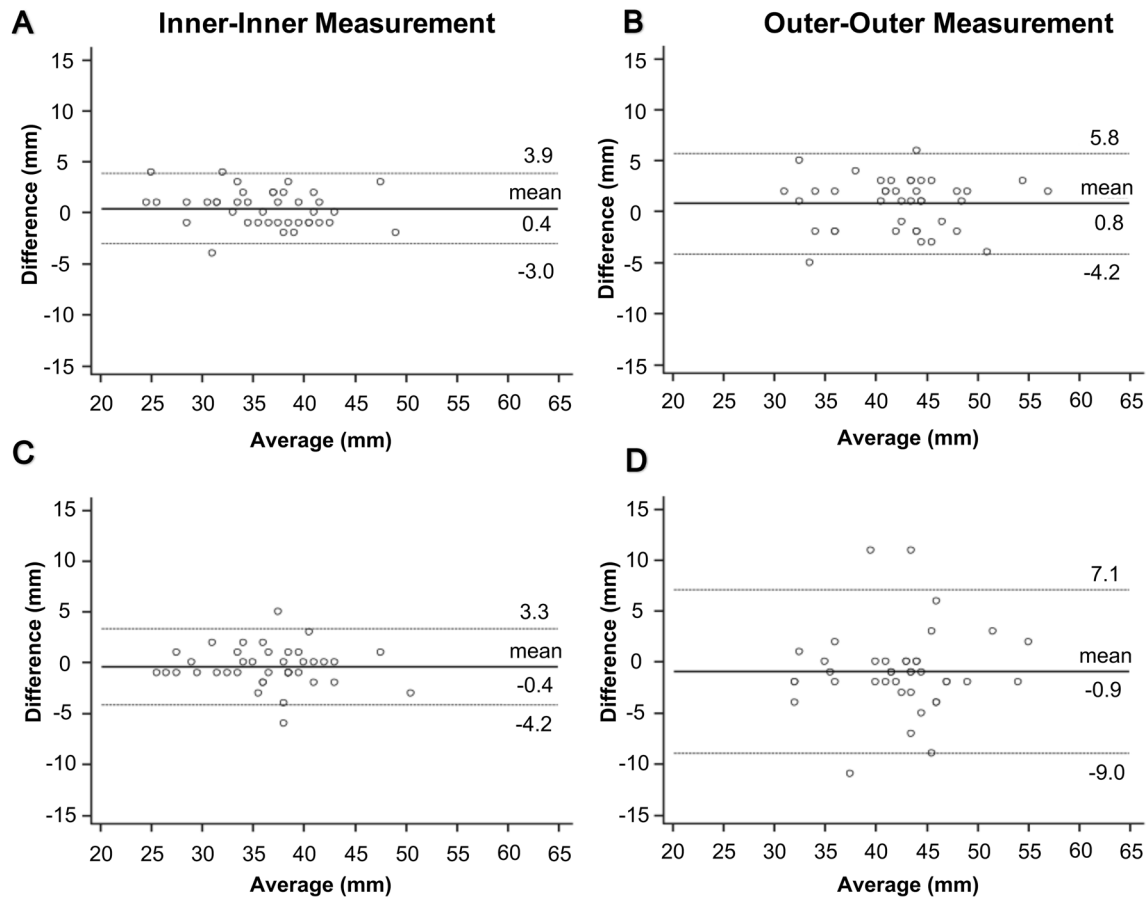 A
Inner-Inner Measurement
15
10
5
0
-5
-10
-15
Difference (mm)
3.9
mean
0.4
-3.0
20 25 30 35 40 45 50 55 60 65
Average (mm)
B
Outer-Outer Measurement
15
10
5
0
-5
-10
-15
Difference (mm)
5.8
mean
0.8
-4.2
20 25 30 35 40 45 50 55 60 65
Average (mm)
C
15
10
5
0
-5
-10
-15
Difference (mm)
3.3
mean
-0.4
-4.2
20 25 30 35 40 45 50 55 60 65
Average (mm)
D
15
10
5
0
-5
-10
-15
Difference (mm)
7.1
mean
-0.9
-9.0
20 25 30 35 40 45 50 55 60 65
Average (mm)